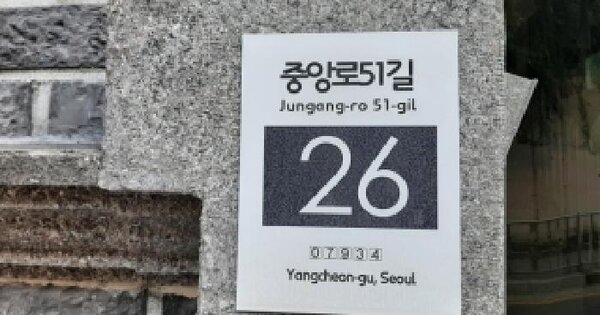 중앙로51길
Jungang-ro 51-gil
26
07934
Yangcheon-gu, Seoul